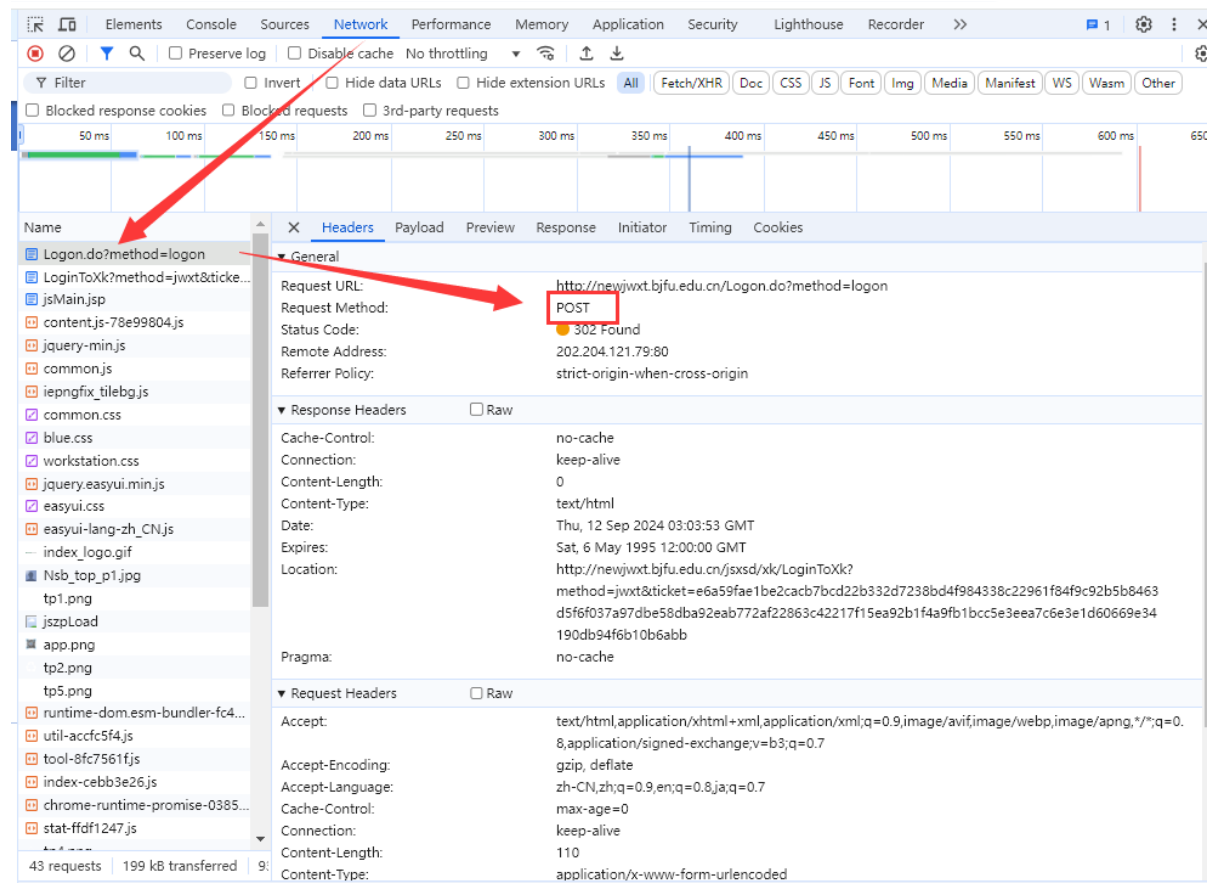 Elements Console Sources Network Performance Memory Application Security Lighthouse Recorder 1
Preserve log Disable cache No throttling
Filter Invert Hide data URLs Hide extension URLs All Fetch/XHR Doc CSS JS Font Img Media Manifest WS Wasm Other
Blocked response cookies Blocked requests 3rd-party requests
50 ms 100 ms 150 ms 200 ms 250 ms 300 ms 350 ms 400 ms 450 ms 500 ms 550 ms 600 ms 650
Name
Logon.do?method=logon
LoginToXk?method=jwxt&ticke...
jsMain.jsp
content.js-78e99804.js
jquery-min.js
common.js
iepngfix_tilebg.js
common.css
blue.css
workstation.css
jquery.easyui.min.js
easyui.css
easyui-lang-zh_CN.js
index_logo.gif
Nsb_top_p1.jpg
tp1.png
jszpLoad
app.png
tp2.png
tp5.png
runtime-dom.esm-bundler-fc4...
util-accfc5f4.js
tool-8fc7561f.js
index-cebb3e26.js
chrome-runtime-promise-0385...
stat-ffdf1247.js
43 requests 199 kB transferred
Headers Payload Preview Response Initiator Timing Cookies
General
Request URL: http://newjwxt.bjfu.edu.cn/Logon.do?method=logon
Request Method: POST
Status Code: 302 Found
Remote Address: 202.204.121.79:80
Referrer Policy: strict-origin-when-cross-origin
Response Headers Raw
Cache-Control: no-cache
Connection: keep-alive
Content-Length: 0
Content-Type: text/html
Date: Thu, 12 Sep 2024 03:03:53 GMT
Expires: Sat, 6 May 1995 12:00:00 GMT
Location: http://newjwxt.bjfu.edu.cn/jsxsd/xk/LoginToXk?
method=jwxt&ticket=e6a59fae1be2cacb7bcd22b332d7238bd4f984338c22961f84f9c92b5b8463
d5f6f037a97dbe58dba92eab772af22863c42217f15ea92b1f4a9fb1bcc5e3eea7c6e3e1d60669e34
190db94f6b10b6abb
Pragma: no-cache
Request Headers Raw
Accept: text/html,application/xhtml+xml,application/xml;q=0.9,image/avif,image/webp,image/apng,*/*;q=0.
8,application/signed-exchange;v=b3;q=0.7
Accept-Encoding: gzip, deflate
Accept-Language: zh-CN,zh;q=0.9,en;q=0.8,ja;q=0.7
Cache-Control: max-age=0
Connection: keep-alive
Content-Length: 110
Content-Type: application/x-www-form-urlencoded